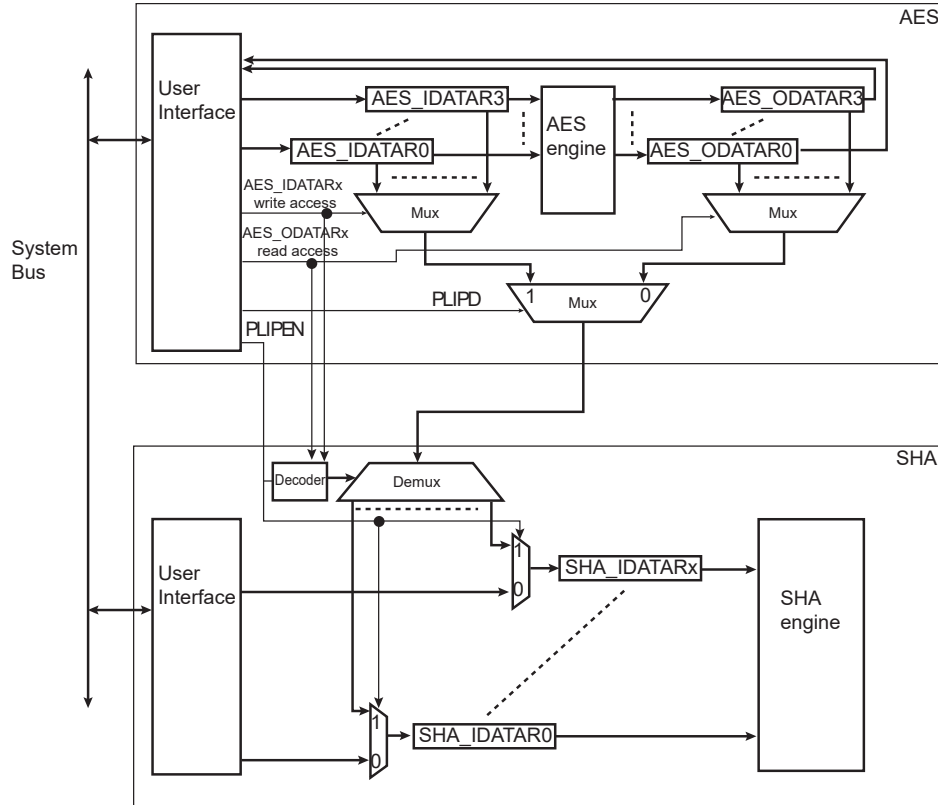 AES
User
Interface
AES_IDATAR3
AES_ODATAR3
AES
engine
AES_IDATAR0
AES_ODATAR0
AES_IDATARx
write access
Mux
Mux
AES_ODATARx
read access
System
Bus
1
Mux
0
PLIPD
PLIPEN
SHA
Decoder
Demux
User
Interface
1
0
SHA_IDATARx
SHA
engine
1
0
SHA_IDATAR0